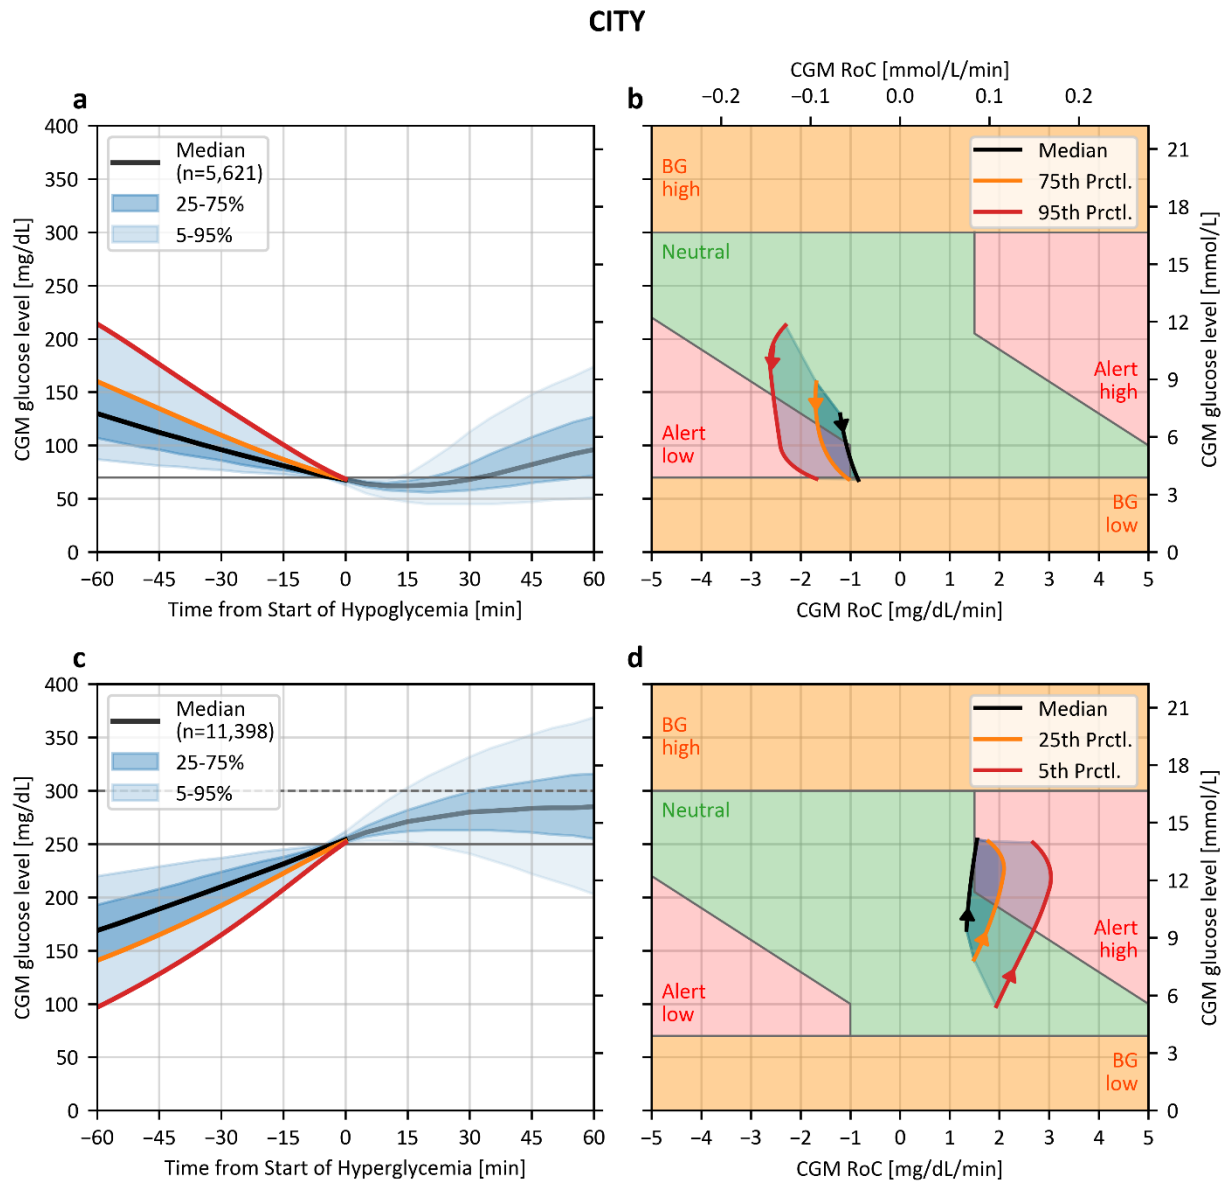 CITY
a
CGM glucose level [mg/dL]
400
350
300
250
200
150
100
50
0
Median
(n=5,621)
25-75%
5-95%
−60
−45
−30
−15
0
15
30
45
60
Time from Start of Hypoglycemia [min]
b
CGM RoC [mmol/L/min]
−0.2
−0.1
0.0
0.1
0.2
BG
high
Neutral
Alert
low
Alert
high
BG
low
Median
75th Prctl.
95th Prctl.
21
18
15
12
9
6
3
0
CGM glucose level [mmol/L]
−5
−4
−3
−2
−1
0
1
2
3
4
5
CGM RoC [mg/dL/min]
c
CGM glucose level [mg/dL]
400
350
300
250
200
150
100
50
0
Median
(n=11,398)
25-75%
5-95%
−60
−45
−30
−15
0
15
30
45
60
Time from Start of Hyperglycemia [min]
d
BG
high
Neutral
Alert
low
Alert
high
BG
low
Median
25th Prctl.
5th Prctl.
21
18
15
12
9
6
3
0
CGM glucose level [mmol/L]
−5
−4
−3
−2
−1
0
1
2
3
4
5
CGM RoC [mg/dL/min]